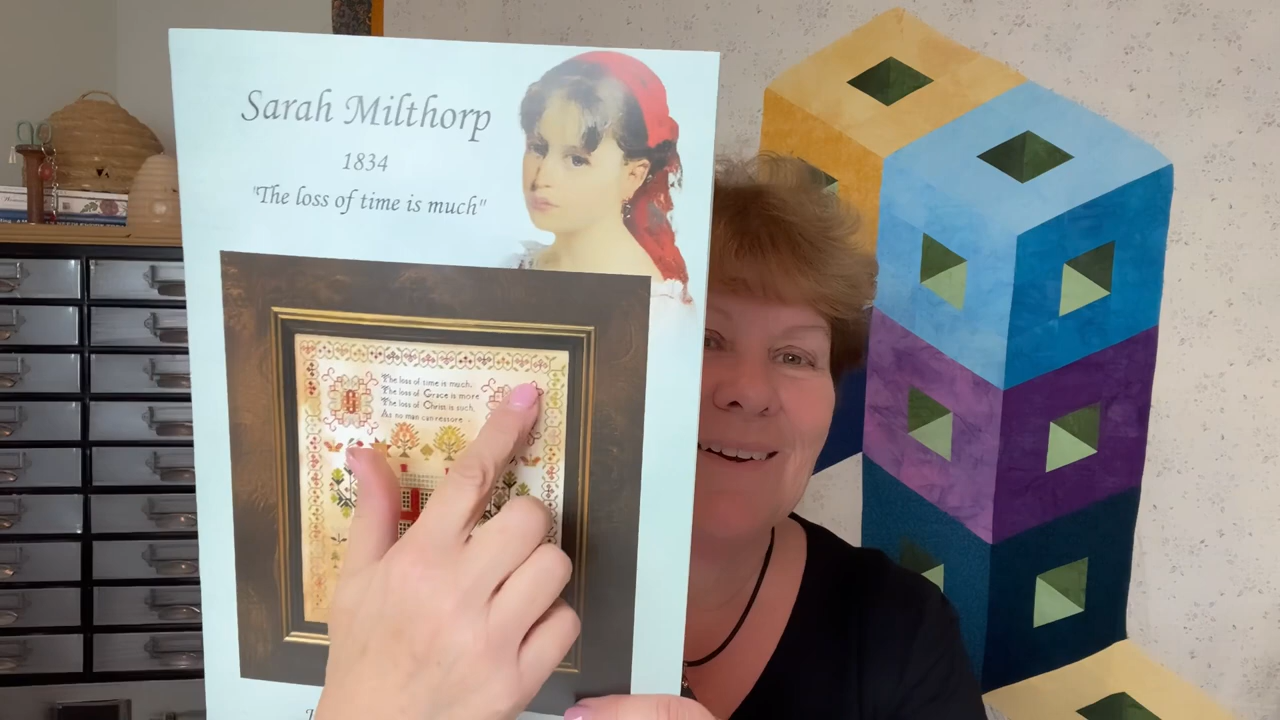 Sarah Milthorp
1834
"The loss of time is much"
The loss of time is much,
The loss of Grace is more
The loss of Christ is such,
As no man can restore